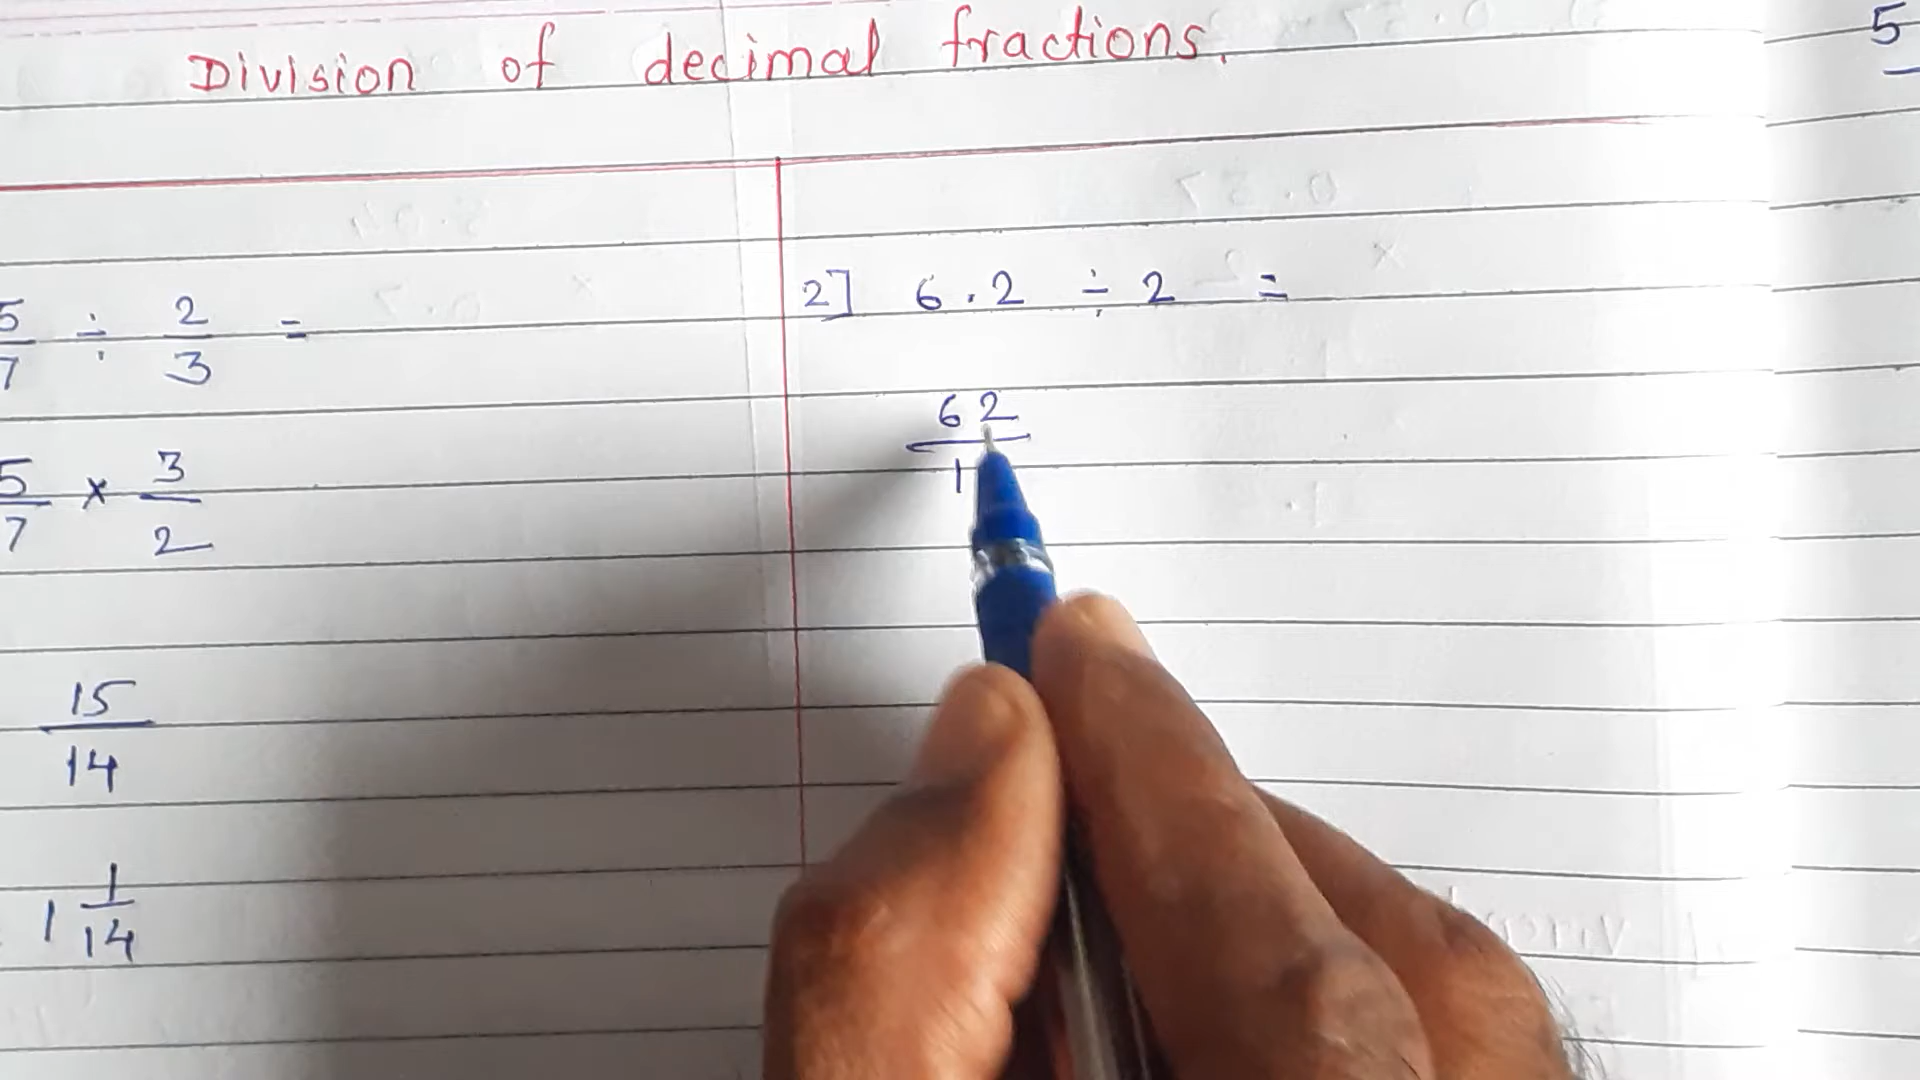 Division of decimal fractions.
5
5/7 ÷ 2/3 =
5/7 × 3/2
15/14
1 1/14
2] 6.2 ÷ 2 =
62/1